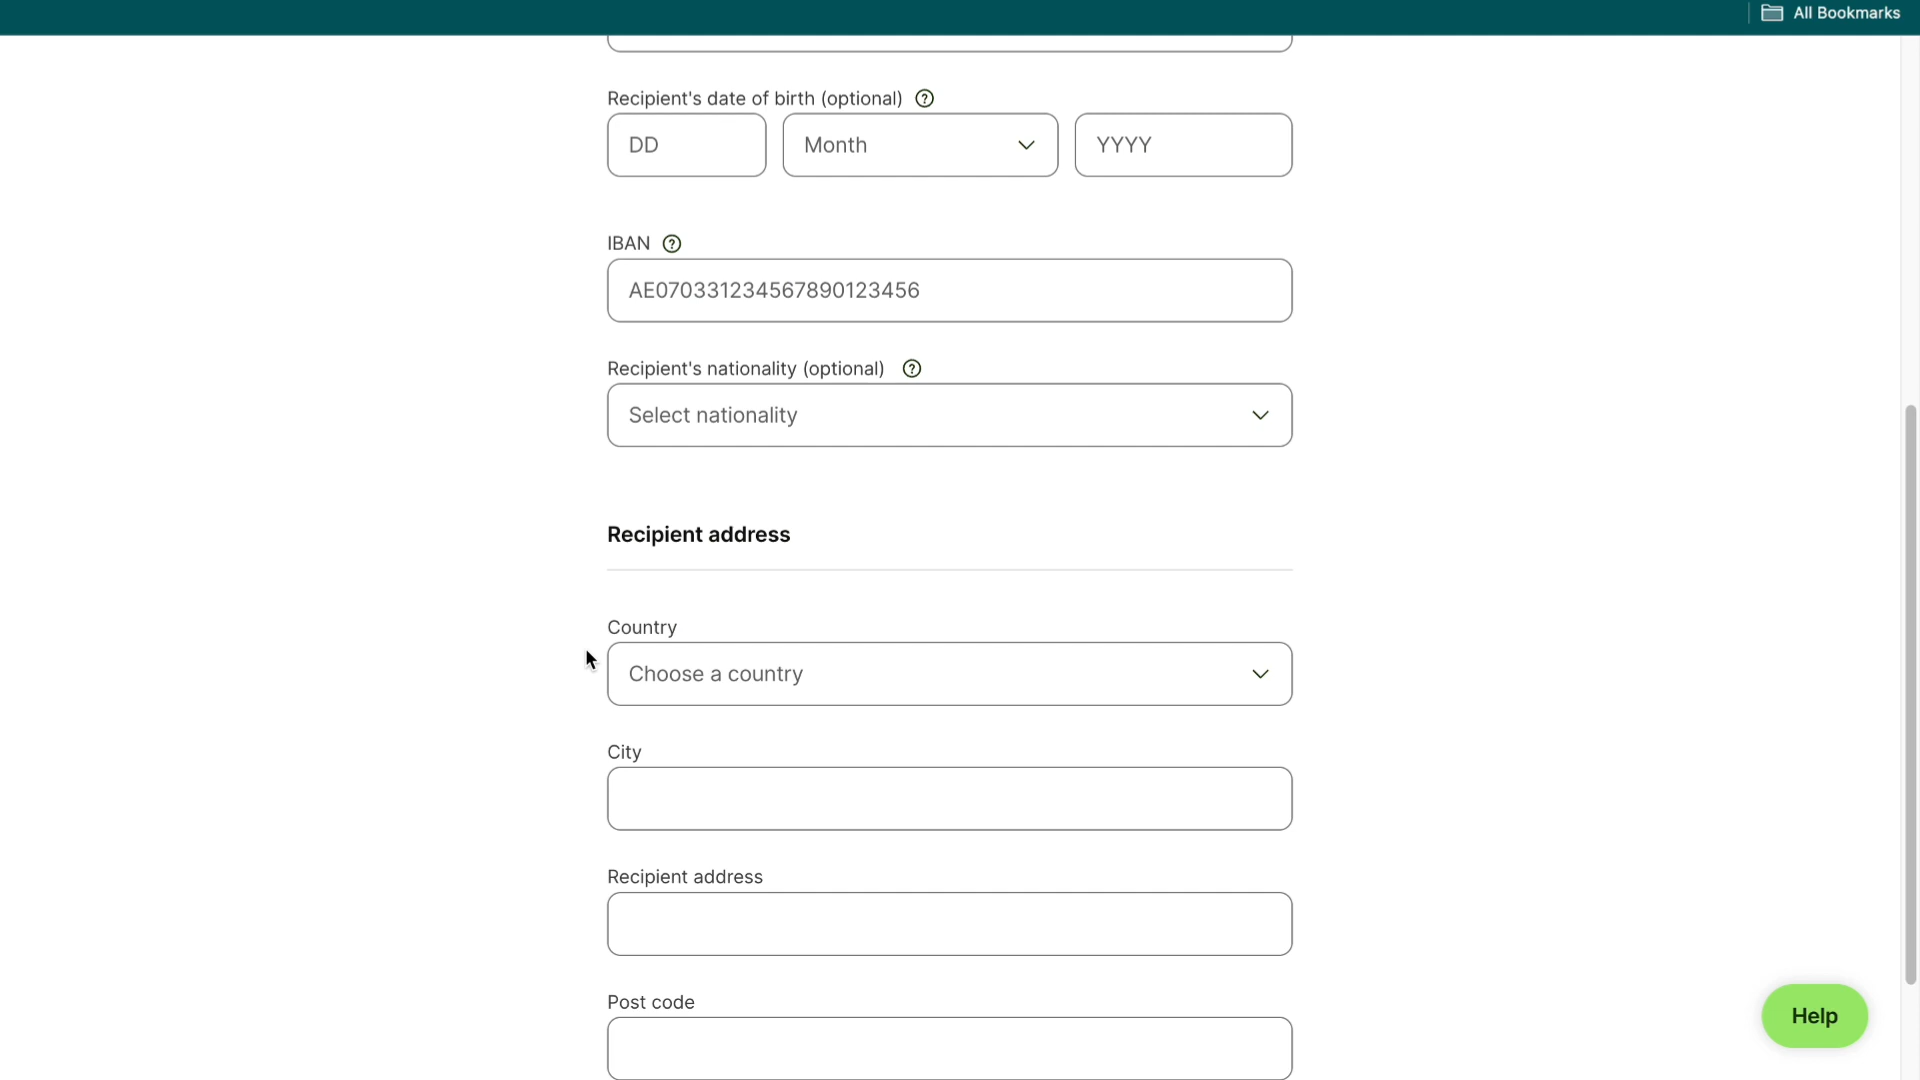 All Bookmarks
Recipient's date of birth (optional) ?
DD Month YYYY
IBAN ?
AE070331234567890123456
Recipient's nationality (optional) ?
Select nationality
Recipient address
Country
Choose a country
City
Recipient address
Post code
Help